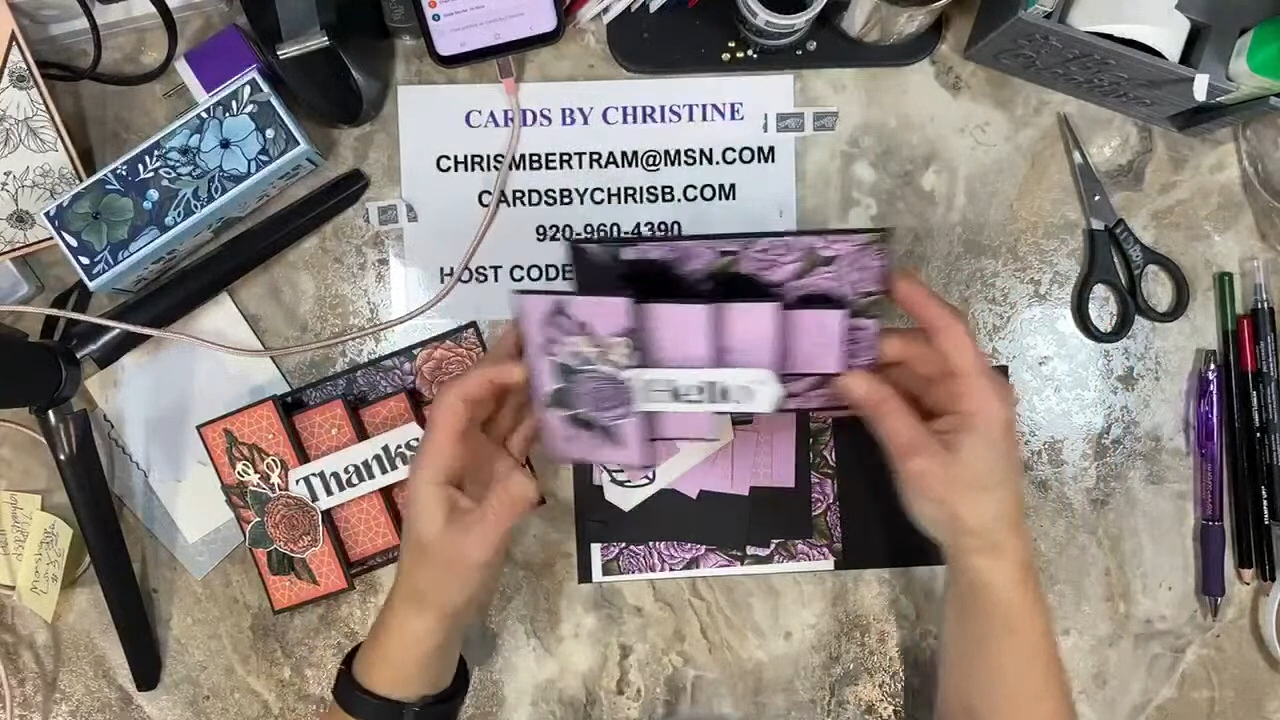 CARDS BY CHRISTINE
CHRISMBERTRAM@MSN.COM
CARDSBYCHRISB.COM
920-960-4390
HOST CODE
Hello
Thanks